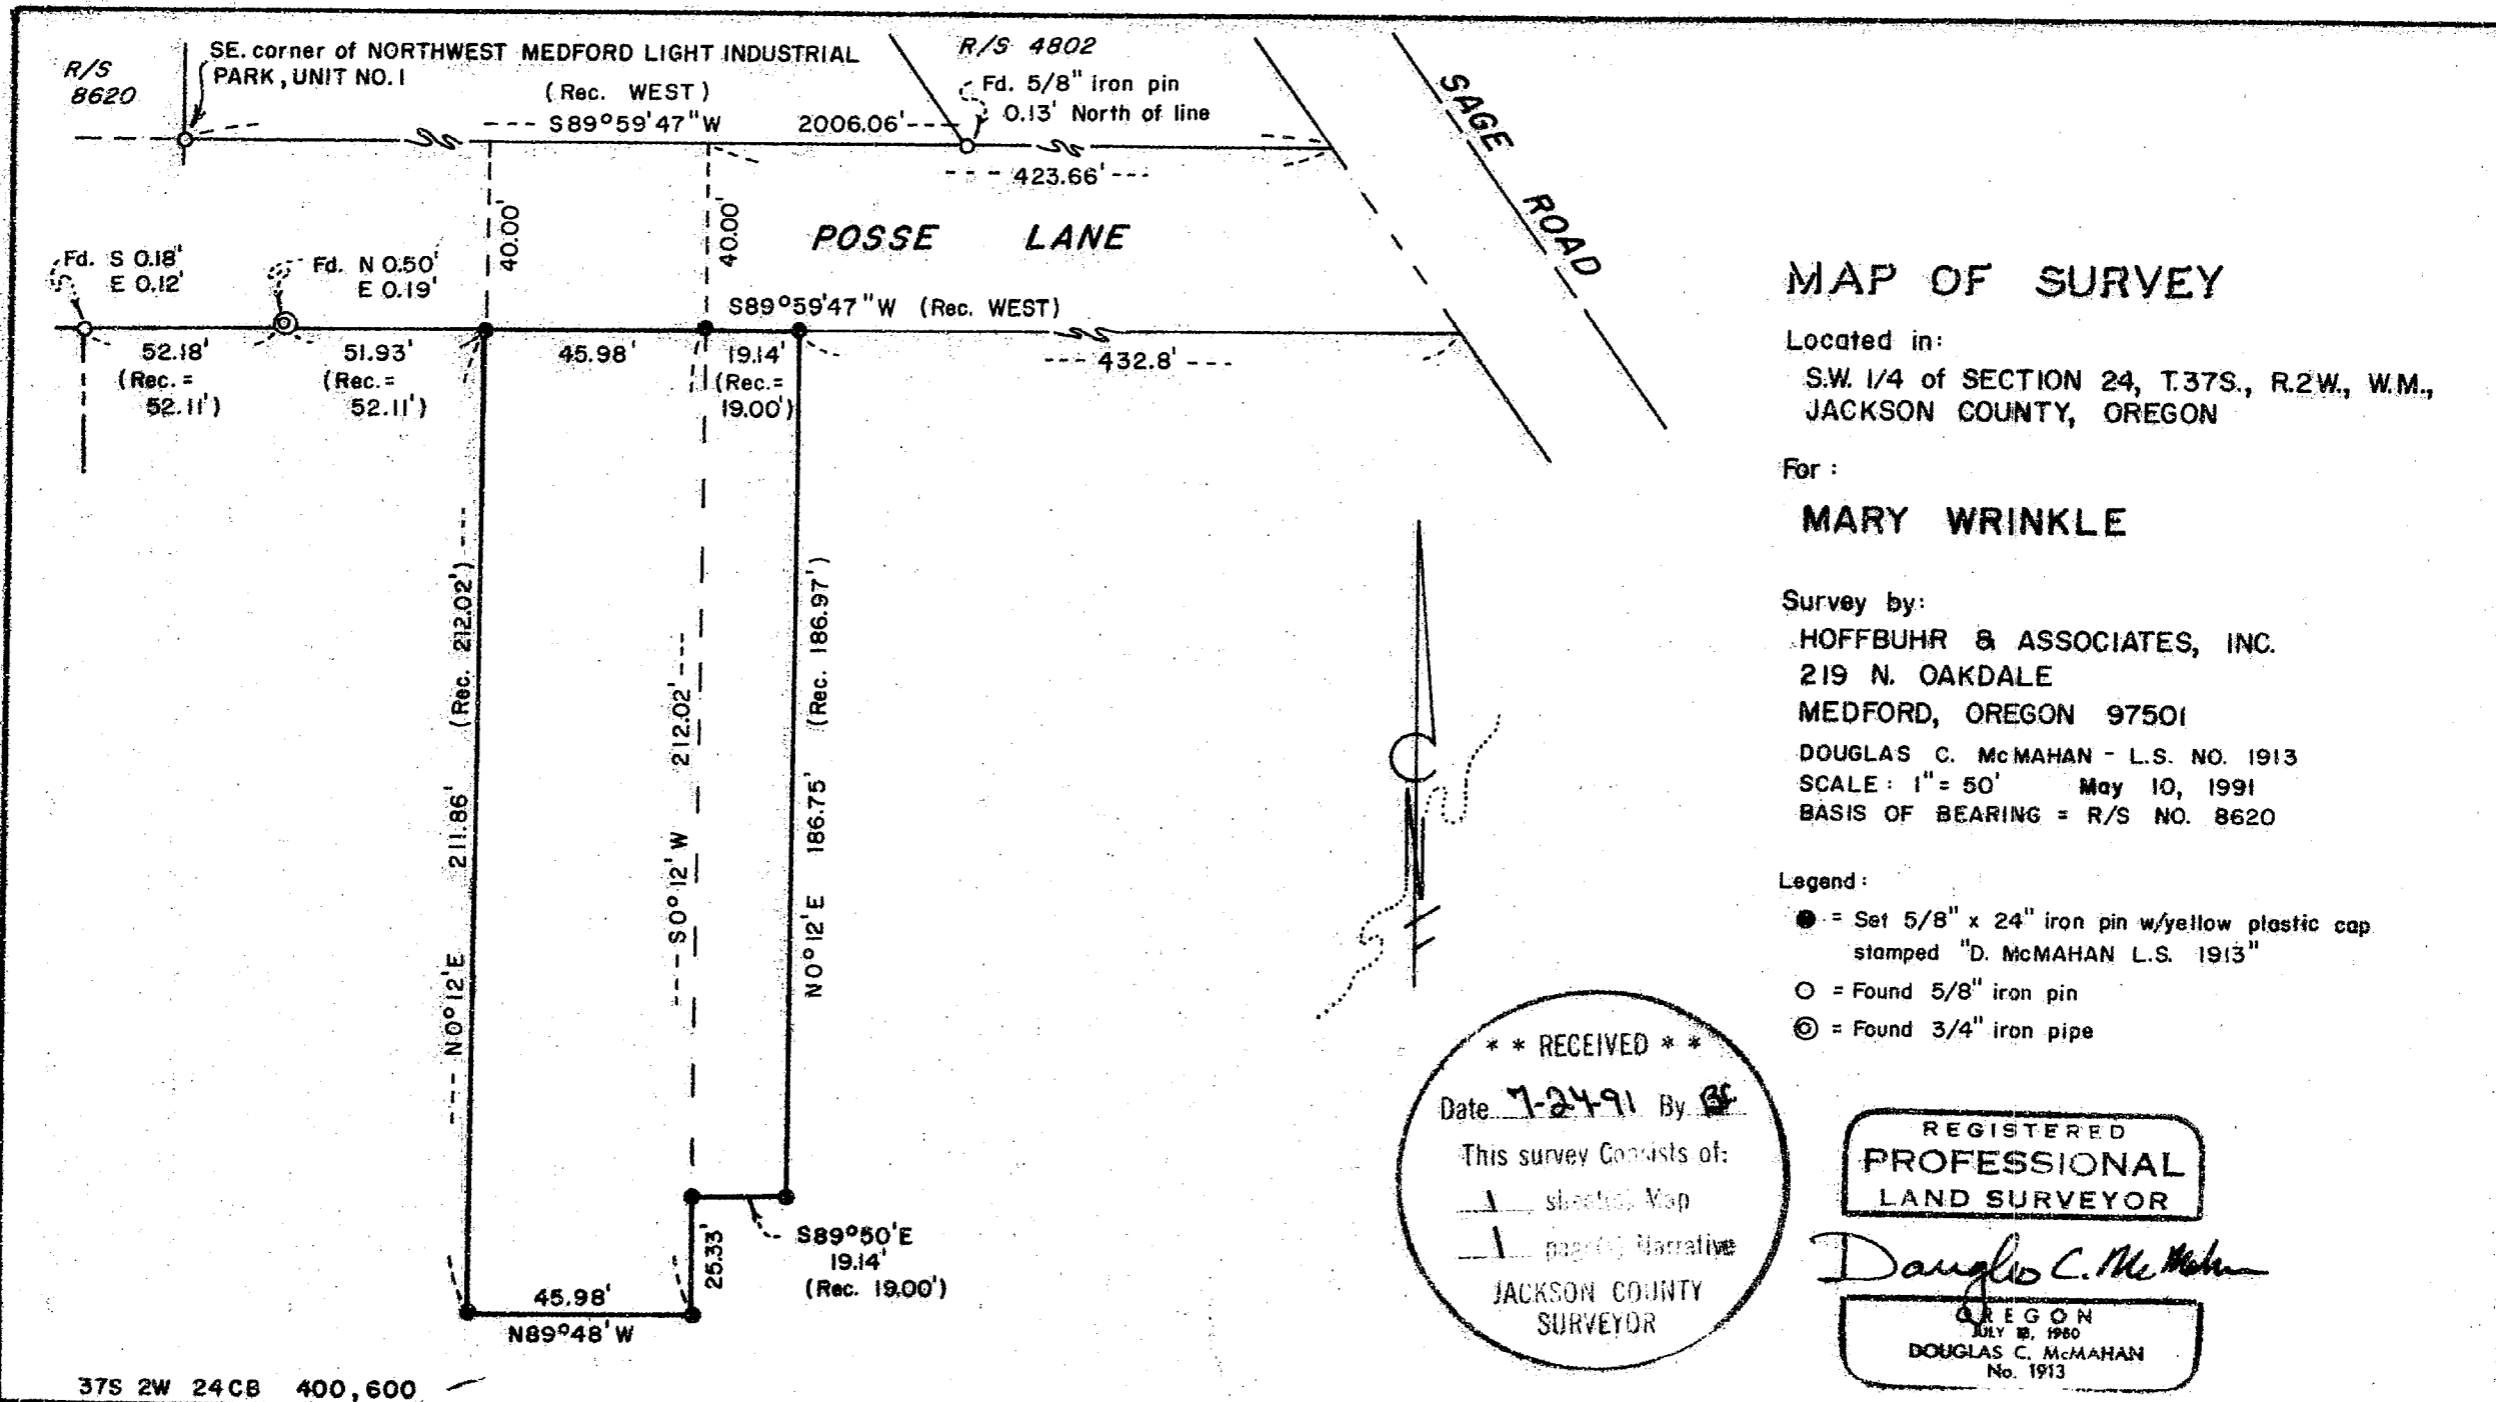 R/S
8620
SE. corner of NORTHWEST MEDFORD LIGHT INDUSTRIAL
PARK, UNIT NO. 1
(Rec. WEST)
S89°59'47"W 2006.06'
R/S 4802
Fd. 5/8" iron pin
0.13' North of line
423.66'
SAGE ROAD
40.00'
40.00'
POSSE LANE
Fd. S 0.18'
E 0.12'
Fd. N 0.50'
E 0.19'
S89°59'47"W (Rec. WEST)
52.18'
(Rec.=
52.11')
51.93'
(Rec.=
52.11')
45.98'
19.14'
(Rec.=
19.00')
432.8'
N0°12'E 211.86' (Rec. 212.02')
S0°12'W 212.02'
N0°12'E 186.75' (Rec. 186.97')
25.33'
S89°50'E
19.14'
(Rec. 19.00')
45.98'
N89°48'W
37S 2W 24CB 400,600
MAP OF SURVEY
Located in:
S.W. 1/4 of SECTION 24, T.37S., R.2W., W.M.,
JACKSON COUNTY, OREGON
For:
MARY WRINKLE
Survey by:
HOFFBUHR & ASSOCIATES, INC.
219 N. OAKDALE
MEDFORD, OREGON 97501
DOUGLAS C. McMAHAN - L.S. NO. 1913
SCALE: 1" = 50' May 10, 1991
BASIS OF BEARING = R/S NO. 8620
Legend:
= Set 5/8" x 24" iron pin w/yellow plastic cap
stamped "D. McMAHAN L.S. 1913"
= Found 5/8" iron pin
= Found 3/4" iron pipe
* * RECEIVED * *
Date 7-24-91 By
This survey Consists of:
1 sheet(s) Map
1 page(s) Narrative
JACKSON COUNTY
SURVEYOR
REGISTERED
PROFESSIONAL
LAND SURVEYOR
Douglas C. McMahan
OREGON
JULY 18, 1980
DOUGLAS C. McMAHAN
No. 1913